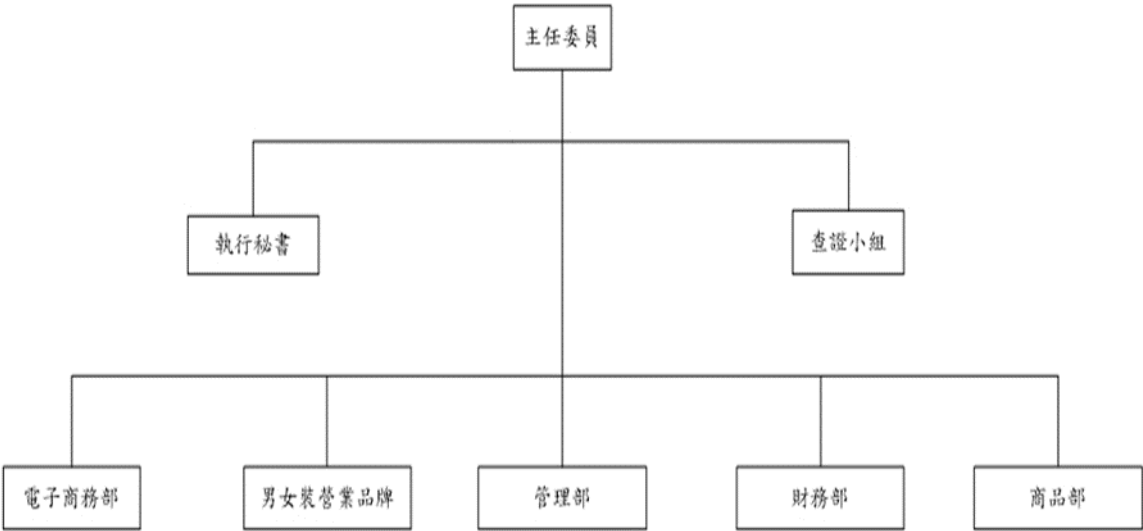 主任委員
執行秘書
查證小組
電子商務部
男女裝營業品牌
管理部
財務部
商品部